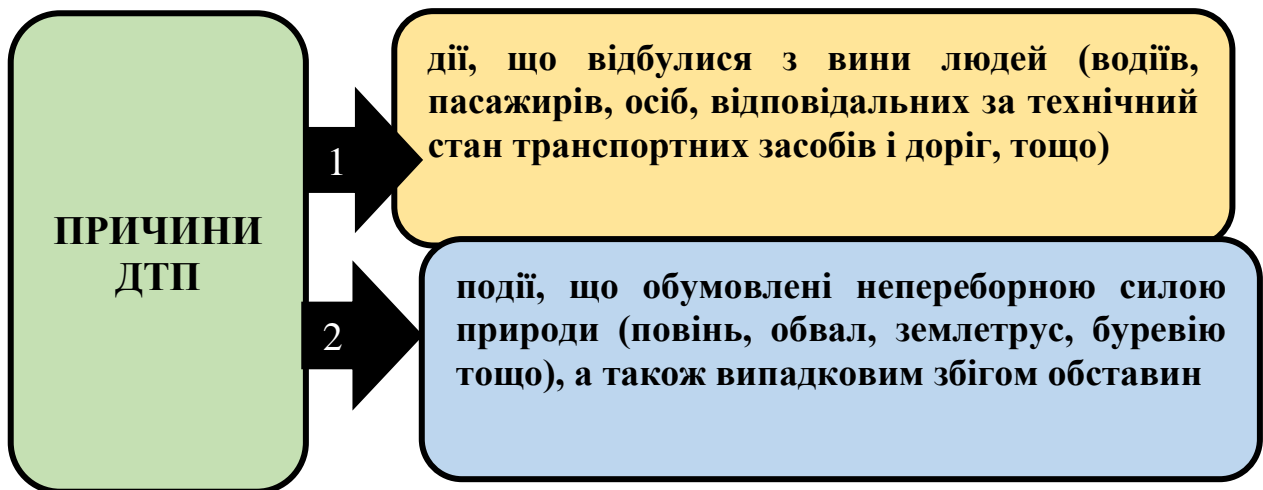 ПРИЧИНИ
ДТП
1
дії, що відбулися з вини людей (водіїв,
пасажирів, осіб, відповідальних за технічний
стан транспортних засобів і доріг, тощо)
2
події, що обумовлені непереборною силою
природи (повінь, обвал, землетрус, буревію
тощо), а також випадковим збігом обставин